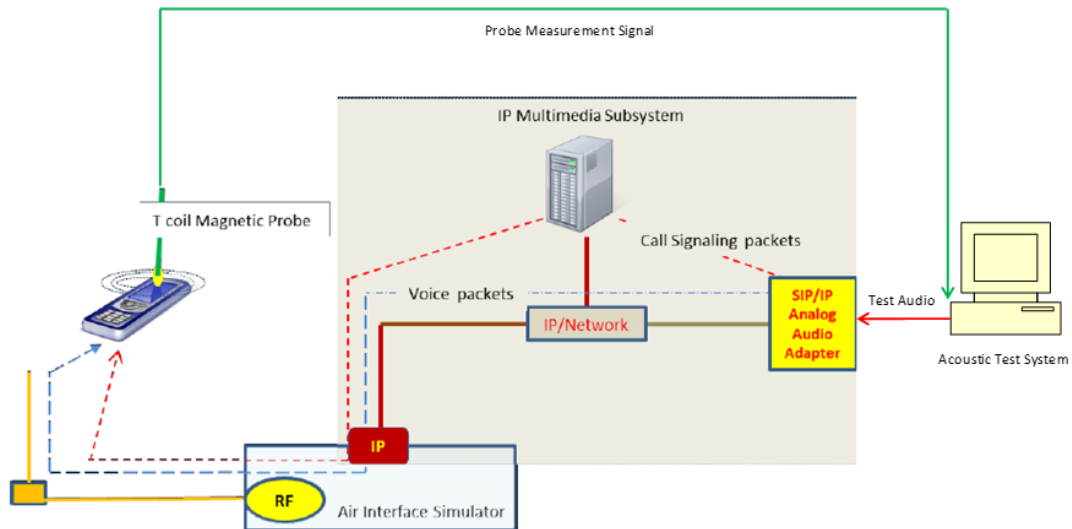 Probe Measurement Signal
IP Multimedia Subsystem
T coil Magnetic Probe
Call Signaling packets
Voice packets
IP/Network
SIP/IP
Analog
Audio
Adapter
Test Audio
Acoustic Test System
IP
RF
Air Interface Simulator